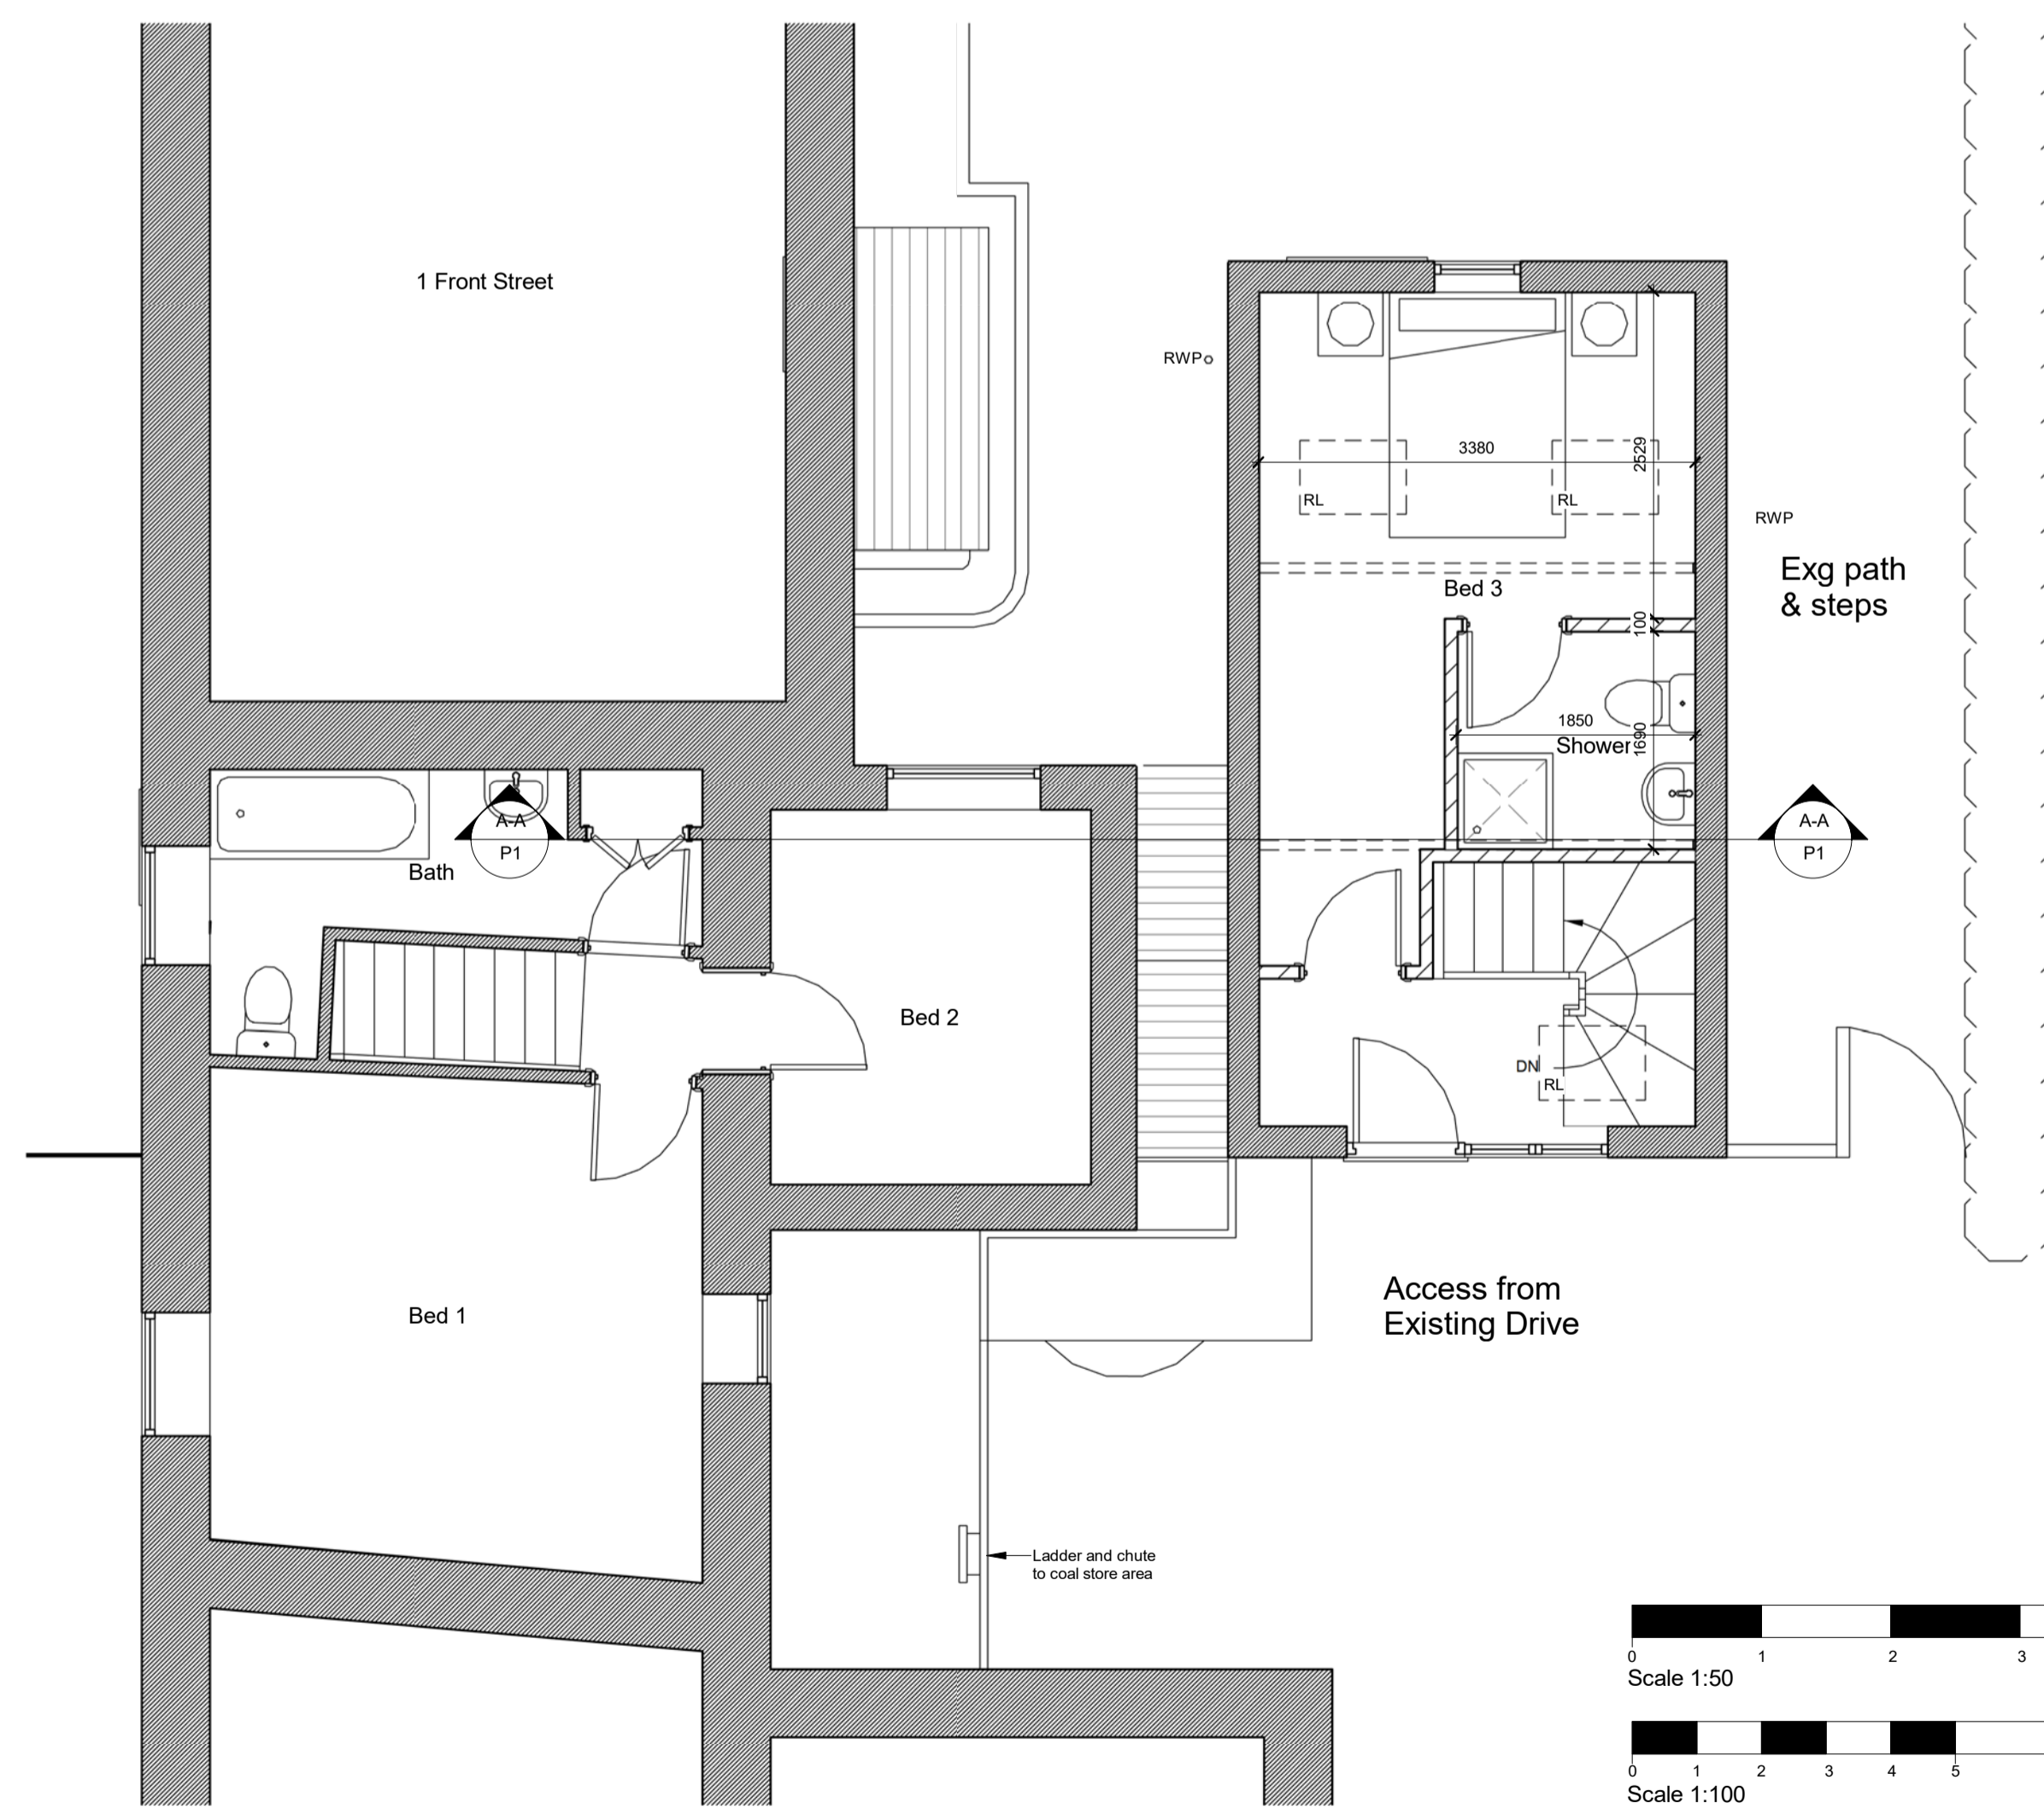 1 Front Street
RWP
3380
2529
RL
RL
RWP
Exg path
& steps
Bed 3
100
1850
Shower
1690
A-A
P1
A-A
P1
Bath
Bed 2
DN
RL
Access from
Existing Drive
Bed 1
Ladder and chute
to coal store area
0 1 2 3
Scale 1:50
0 1 2 3 4 5
Scale 1:100